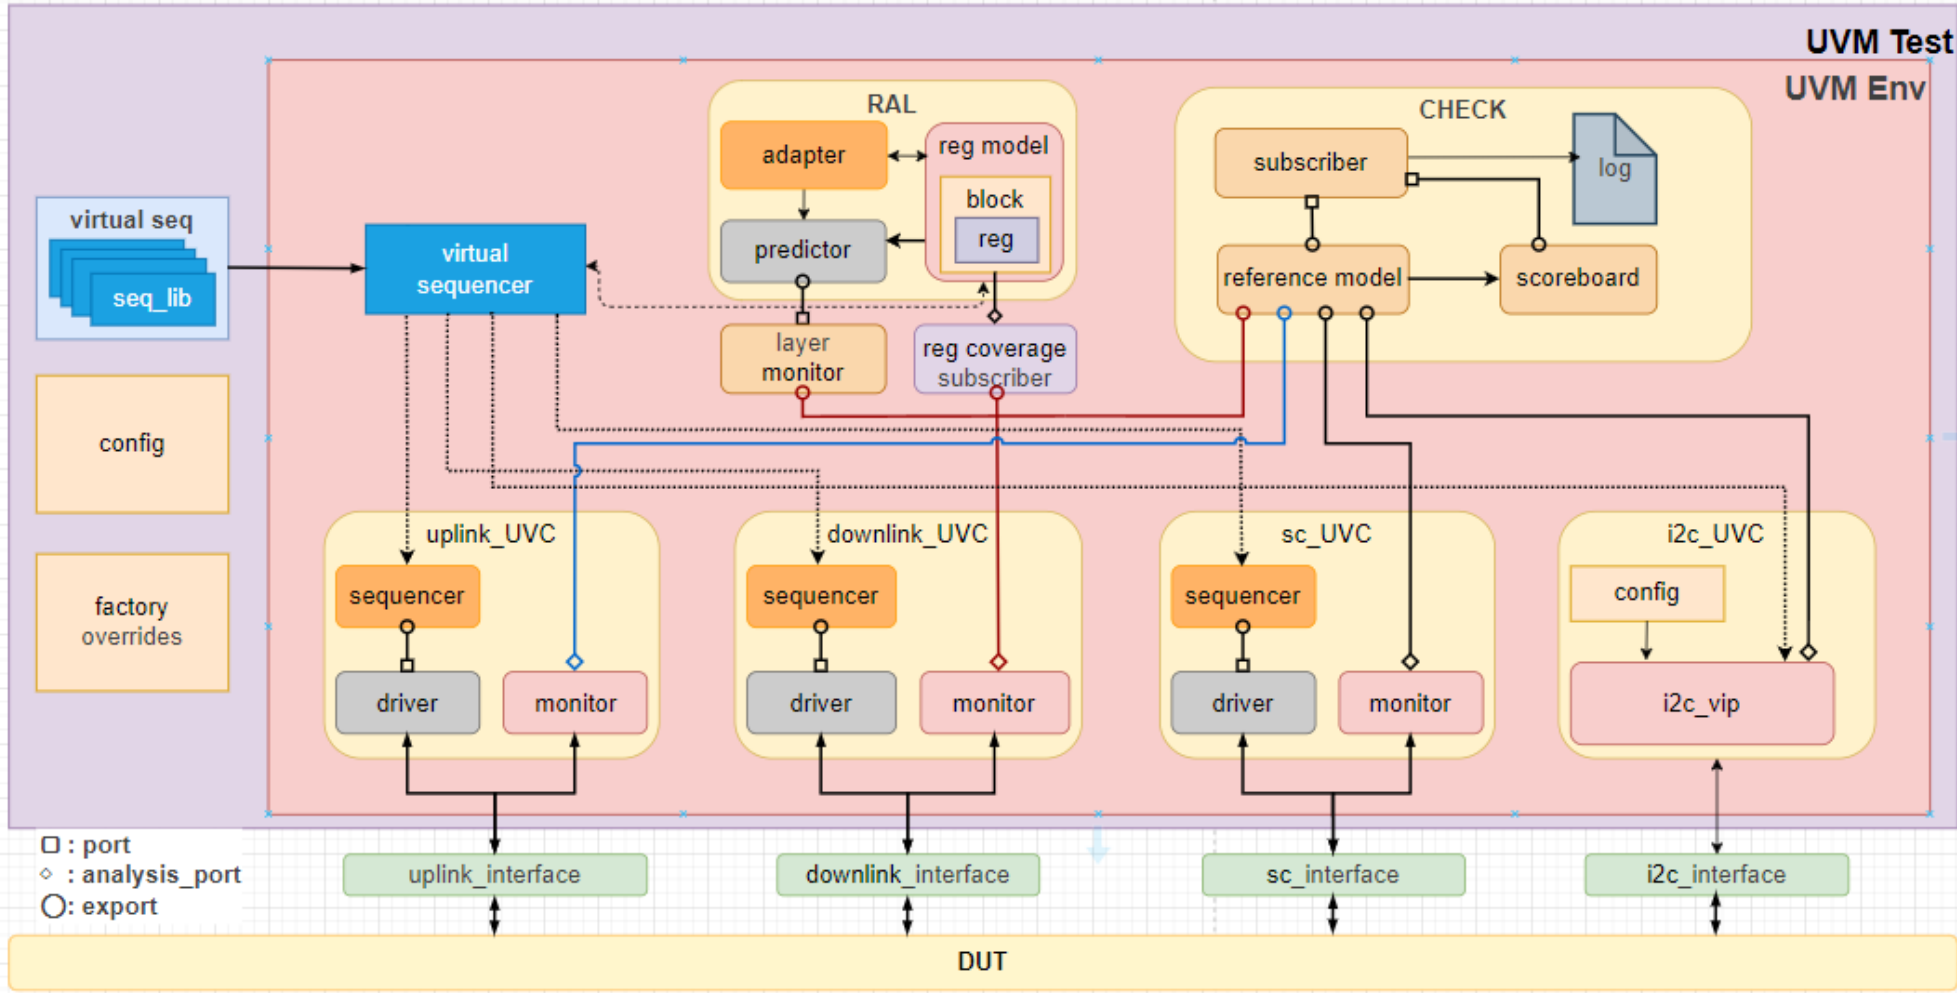 UVM Test
UVM Env
RAL
CHECK
adapter
reg model
subscriber
log
block
virtual seq
reg
virtual
sequencer
predictor
reference model
scoreboard
seq_lib
layer
monitor
reg coverage
subscriber
config
uplink_UVC
downlink_UVC
sc_UVC
i2c_UVC
sequencer
sequencer
sequencer
config
factory
overrides
driver
monitor
driver
monitor
driver
monitor
i2c_vip
: port
: analysis_port
: export
uplink_interface
downlink_interface
sc_interface
i2c_interface
DUT